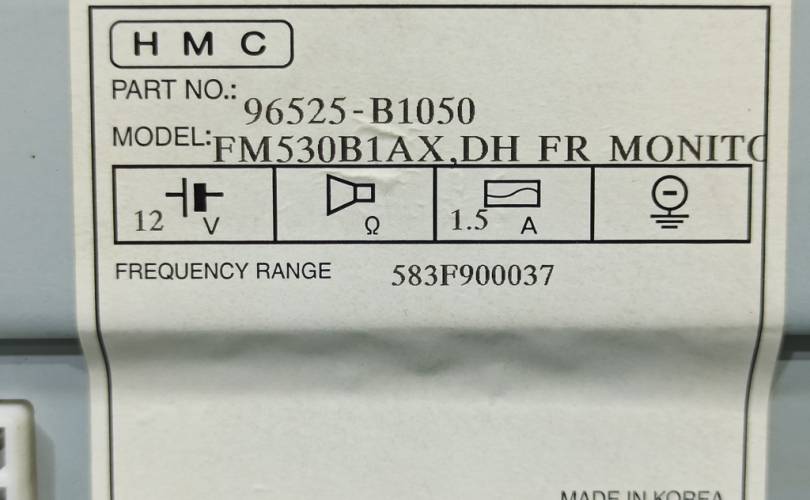 HMC
PART NO.: 96525-B1050
MODEL: FM530B1AX,DH FR MONITO
12 V Ω 1.5 A
FREQUENCY RANGE 583F900037
MADE IN KOREA